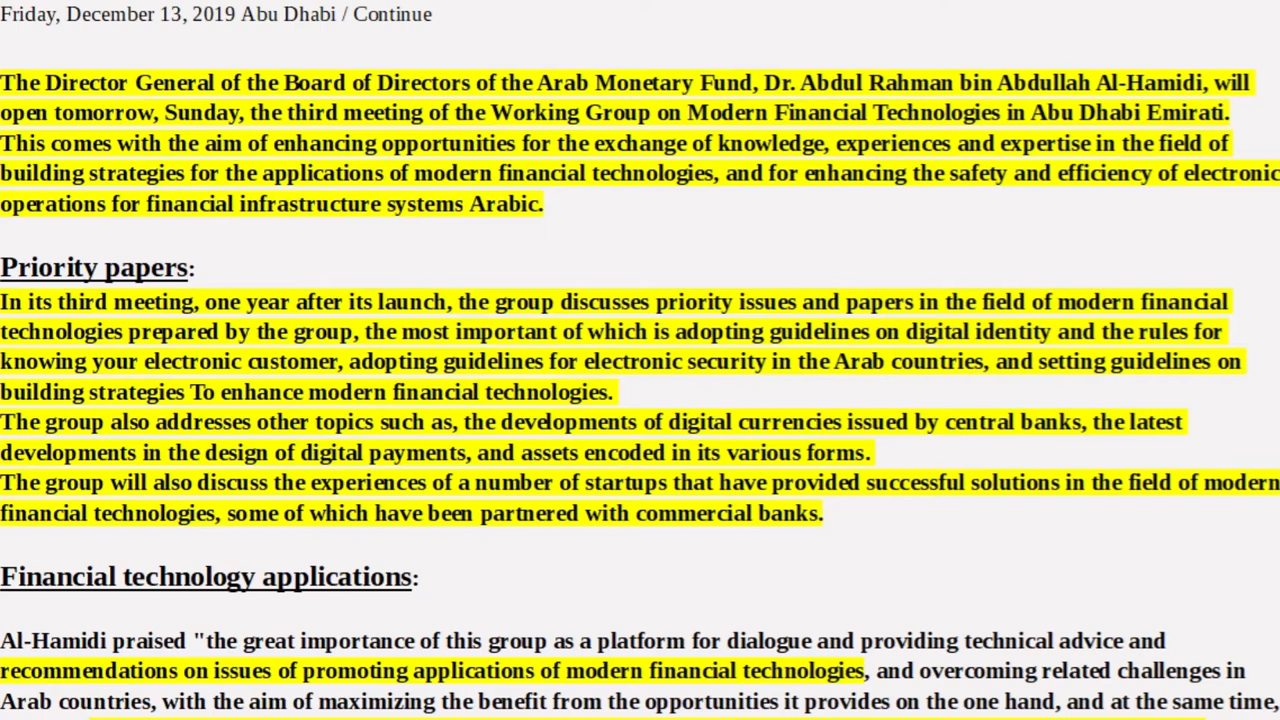 Friday, December 13, 2019 Abu Dhabi / Continue
The Director General of the Board of Directors of the Arab Monetary Fund, Dr. Abdul Rahman bin Abdullah Al-Hamidi, will
open tomorrow, Sunday, the third meeting of the Working Group on Modern Financial Technologies in Abu Dhabi Emirati.
This comes with the aim of enhancing opportunities for the exchange of knowledge, experiences and expertise in the field of
building strategies for the applications of modern financial technologies, and for enhancing the safety and efficiency of electronic
operations for financial infrastructure systems Arabic.
Priority papers:
In its third meeting, one year after its launch, the group discusses priority issues and papers in the field of modern financial
technologies prepared by the group, the most important of which is adopting guidelines on digital identity and the rules for
knowing your electronic customer, adopting guidelines for electronic security in the Arab countries, and setting guidelines on
building strategies To enhance modern financial technologies.
The group also addresses other topics such as, the developments of digital currencies issued by central banks, the latest
developments in the design of digital payments, and assets encoded in its various forms.
The group will also discuss the experiences of a number of startups that have provided successful solutions in the field of modern
financial technologies, some of which have been partnered with commercial banks.
Financial technology applications:
Al-Hamidi praised "the great importance of this group as a platform for dialogue and providing technical advice and
recommendations on issues of promoting applications of modern financial technologies, and overcoming related challenges in
Arab countries, with the aim of maximizing the benefit from the opportunities it provides on the one hand, and at the same time,